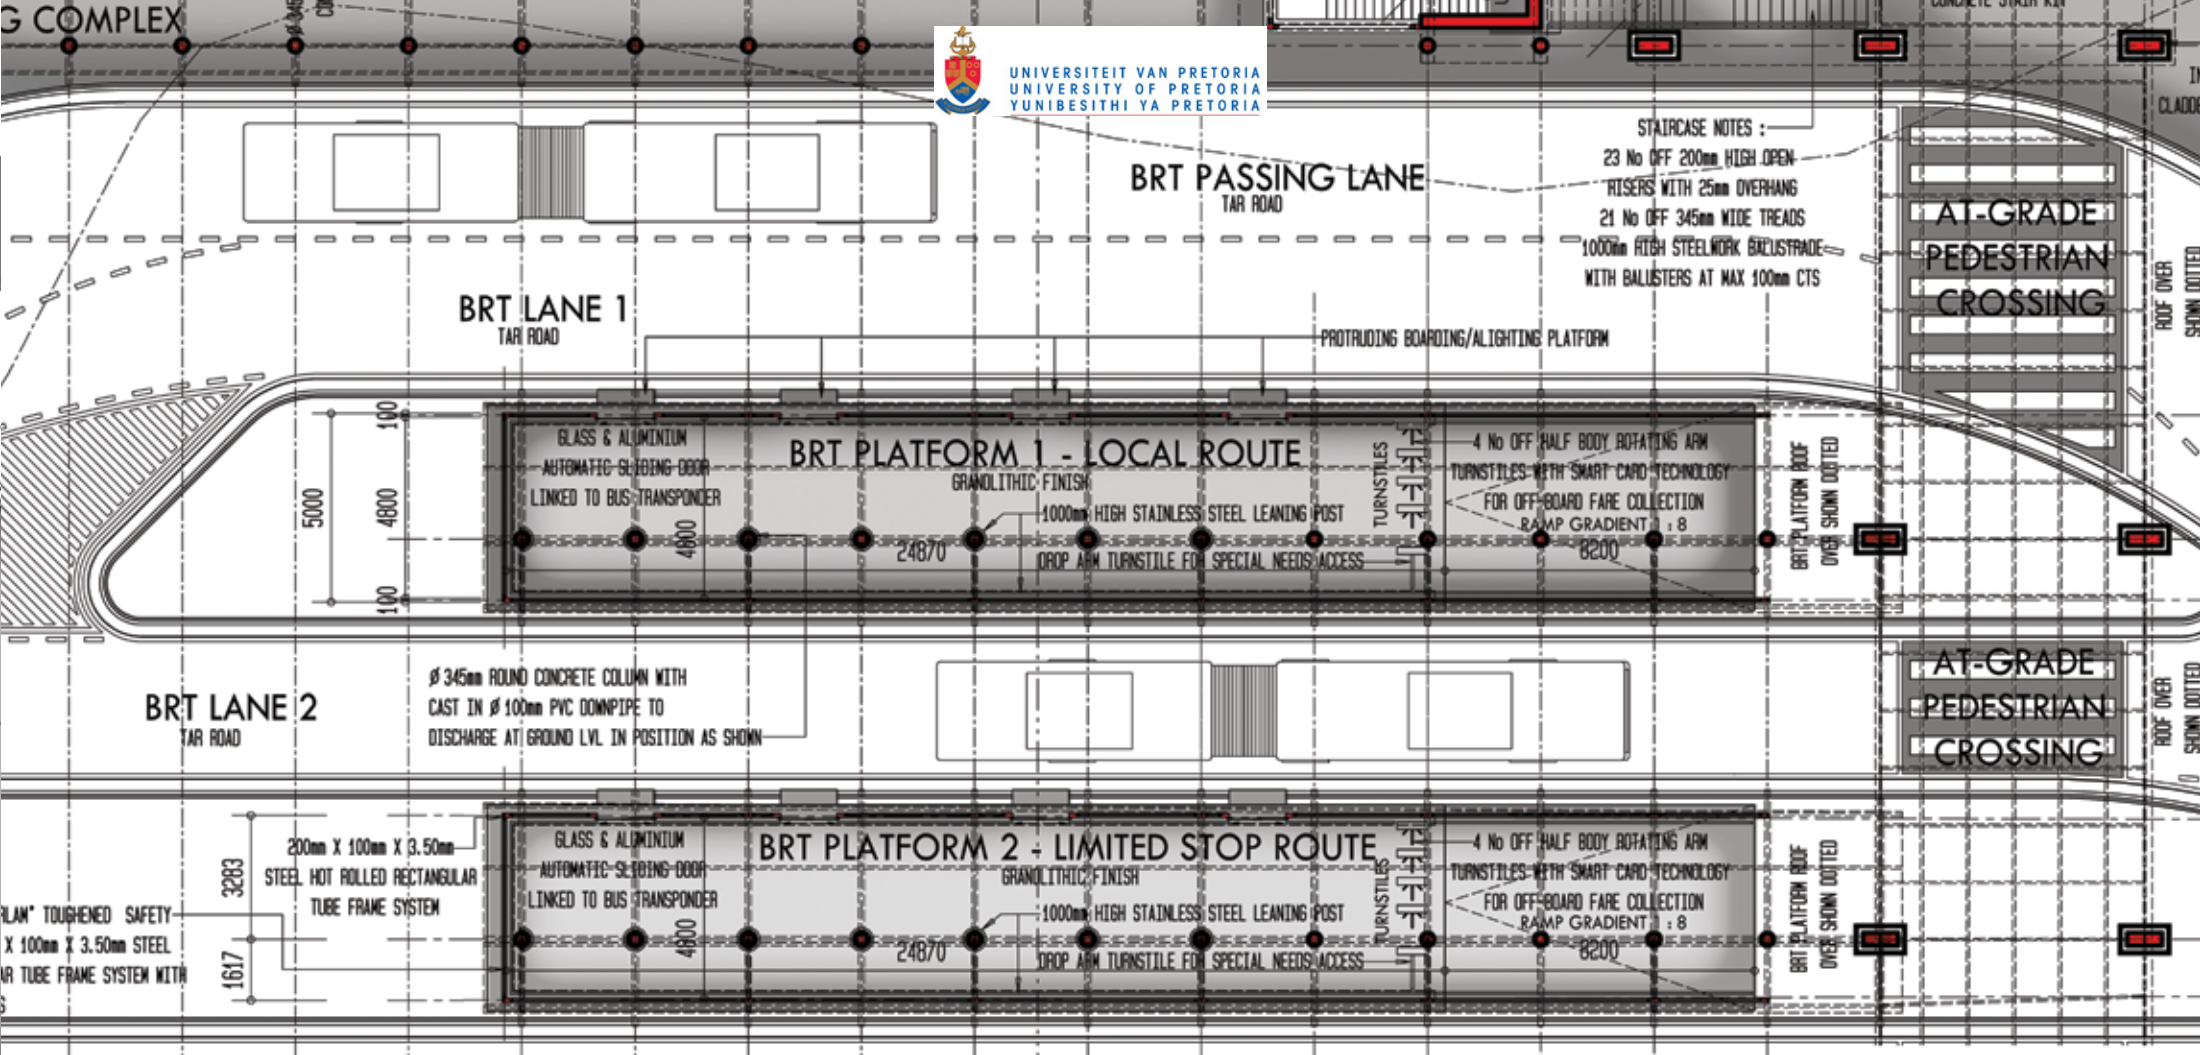 G COMPLEX
Ø 345
CONCRETE STAIR KIT
UNIVERSITEIT VAN PRETORIA
UNIVERSITY OF PRETORIA
YUNIBESITHI YA PRETORIA
IN
CLADDE
STAIRCASE NOTES :
23 No OFF 200mm HIGH OPEN
RISERS WITH 25mm OVERHANG
21 No OFF 345mm WIDE TREADS
1000mm HIGH STEELWORK BALUSTRADE
WITH BALUSTERS AT MAX 100mm CTS
BRT PASSING LANE
TAR ROAD
AT-GRADE
PEDESTRIAN
CROSSING
ROOF OVER
SHOWN DOTTED
BRT LANE 1
TAR ROAD
PROTRUDING BOARDING/ALIGHTING PLATFORM
100
5000
4800
100
GLASS & ALUMINIUM
AUTOMATIC SLIDING DOOR
LINKED TO BUS TRANSPONDER
4800
BRT PLATFORM 1 - LOCAL ROUTE
GRANOLITHIC FINISH
1000mm HIGH STAINLESS STEEL LEANING POST
24870
DROP ARM TURNSTILE FOR SPECIAL NEEDS ACCESS
TURNSTILES
4 No OFF HALF BODY ROTATING ARM
TURNSTILES WITH SMART CARD TECHNOLOGY
FOR OFF-BOARD FARE COLLECTION
RAMP GRADIENT 1 : 8
8200
BRT PLATFORM ROOF
OVER SHOWN DOTTED
BRT LANE 2
TAR ROAD
Ø 345mm ROUND CONCRETE COLUMN WITH
CAST IN Ø 100mm PVC DOWNPIPE TO
DISCHARGE AT GROUND LVL IN POSITION AS SHOWN
AT-GRADE
PEDESTRIAN
CROSSING
ROOF OVER
SHOWN DOTTED
3283
1617
200mm X 100mm X 3.50mm
STEEL HOT ROLLED RECTANGULAR
TUBE FRAME SYSTEM
RLAM" TOUGHENED SAFETY
X 100mm X 3.50mm STEEL
AR TUBE FRAME SYSTEM WITH
S
GLASS & ALUMINIUM
AUTOMATIC SLIDING DOOR
LINKED TO BUS TRANSPONDER
4800
BRT PLATFORM 2 - LIMITED STOP ROUTE
GRANOLITHIC FINISH
1000mm HIGH STAINLESS STEEL LEANING POST
24870
DROP ARM TURNSTILE FOR SPECIAL NEEDS ACCESS
TURNSTILES
4 No OFF HALF BODY ROTATING ARM
TURNSTILES WITH SMART CARD TECHNOLOGY
FOR OFF-BOARD FARE COLLECTION
RAMP GRADIENT 1 : 8
8200
BRT PLATFORM ROOF
OVER SHOWN DOTTED